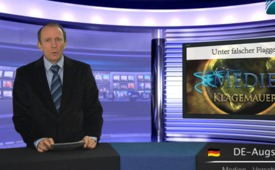 Unter falscher Flagge
MEDIEN
KLAGEMAUER
DE-Augs